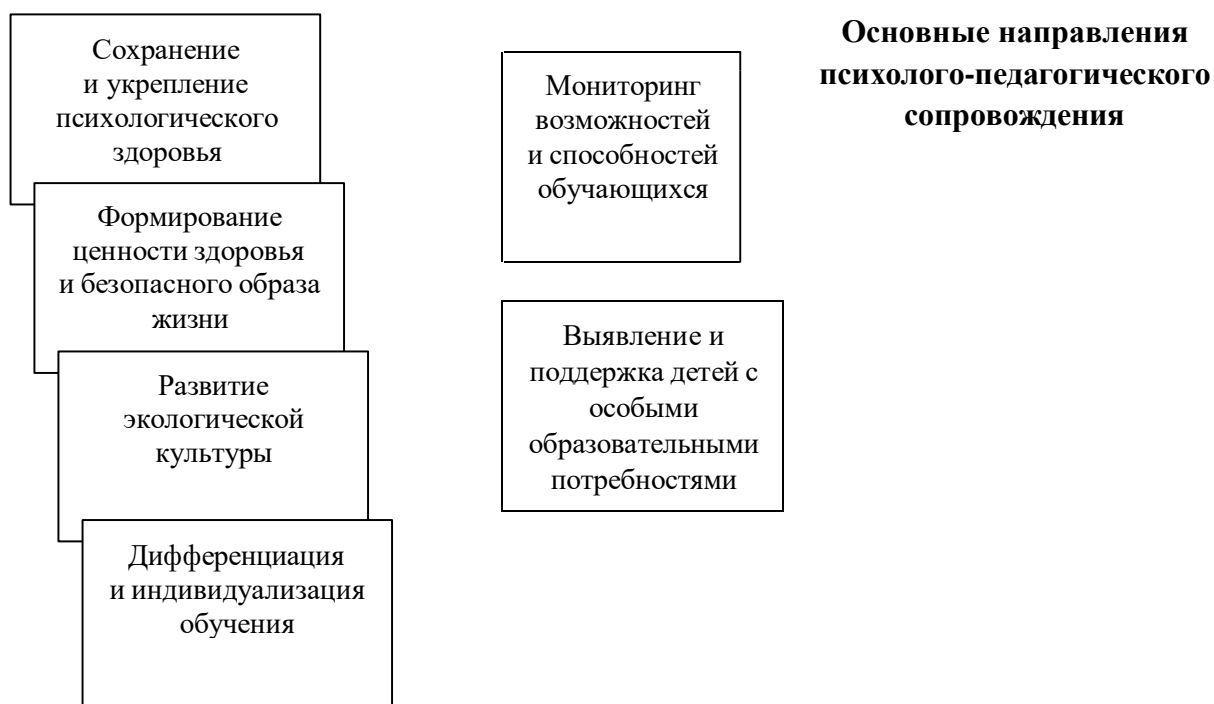 Основные направления
психолого-педагогического
сопровождения
Сохранение
и укрепление
психологического
здоровья
Формирование
ценности здоровья
и безопасного образа
жизни
Развитие
экологической
культуры
Дифференциация
и индивидуализация
обучения
Мониторинг
возможностей
и способностей
обучающихся
Выявление и
поддержка детей с
особыми
образовательными
потребностями